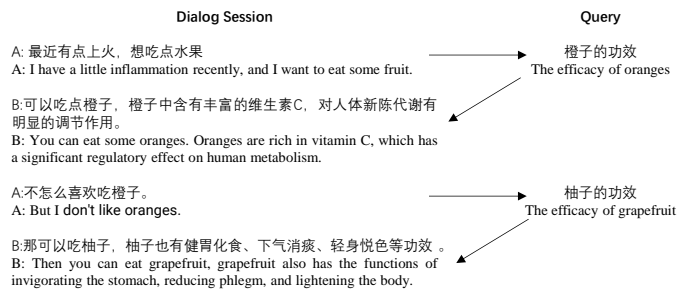 Dialog Session
Query
A: 最近有点上火，想吃点水果
A: I have a little inflammation recently, and I want to eat some fruit.
橙子的功效
The efficacy of oranges
B:可以吃点橙子，橙子中含有丰富的维生素C，对人体新陈代谢有
明显的调节作用。
B: You can eat some oranges. Oranges are rich in vitamin C, which has
a significant regulatory effect on human metabolism.
A:不怎么喜欢吃橙子。
A: But I don't like oranges.
柚子的功效
The efficacy of grapefruit
B:那可以吃柚子，柚子也有健胃化食、下气消痰、轻身悦色等功效 。
B: Then you can eat grapefruit, grapefruit also has the functions of
invigorating the stomach, reducing phlegm, and lightening the body.